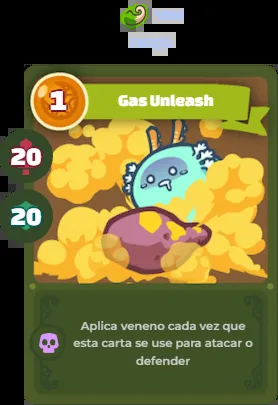 1
Gas Unleash
20
20
Aplica veneno cada vez que
esta carta se use para atacar o
defender